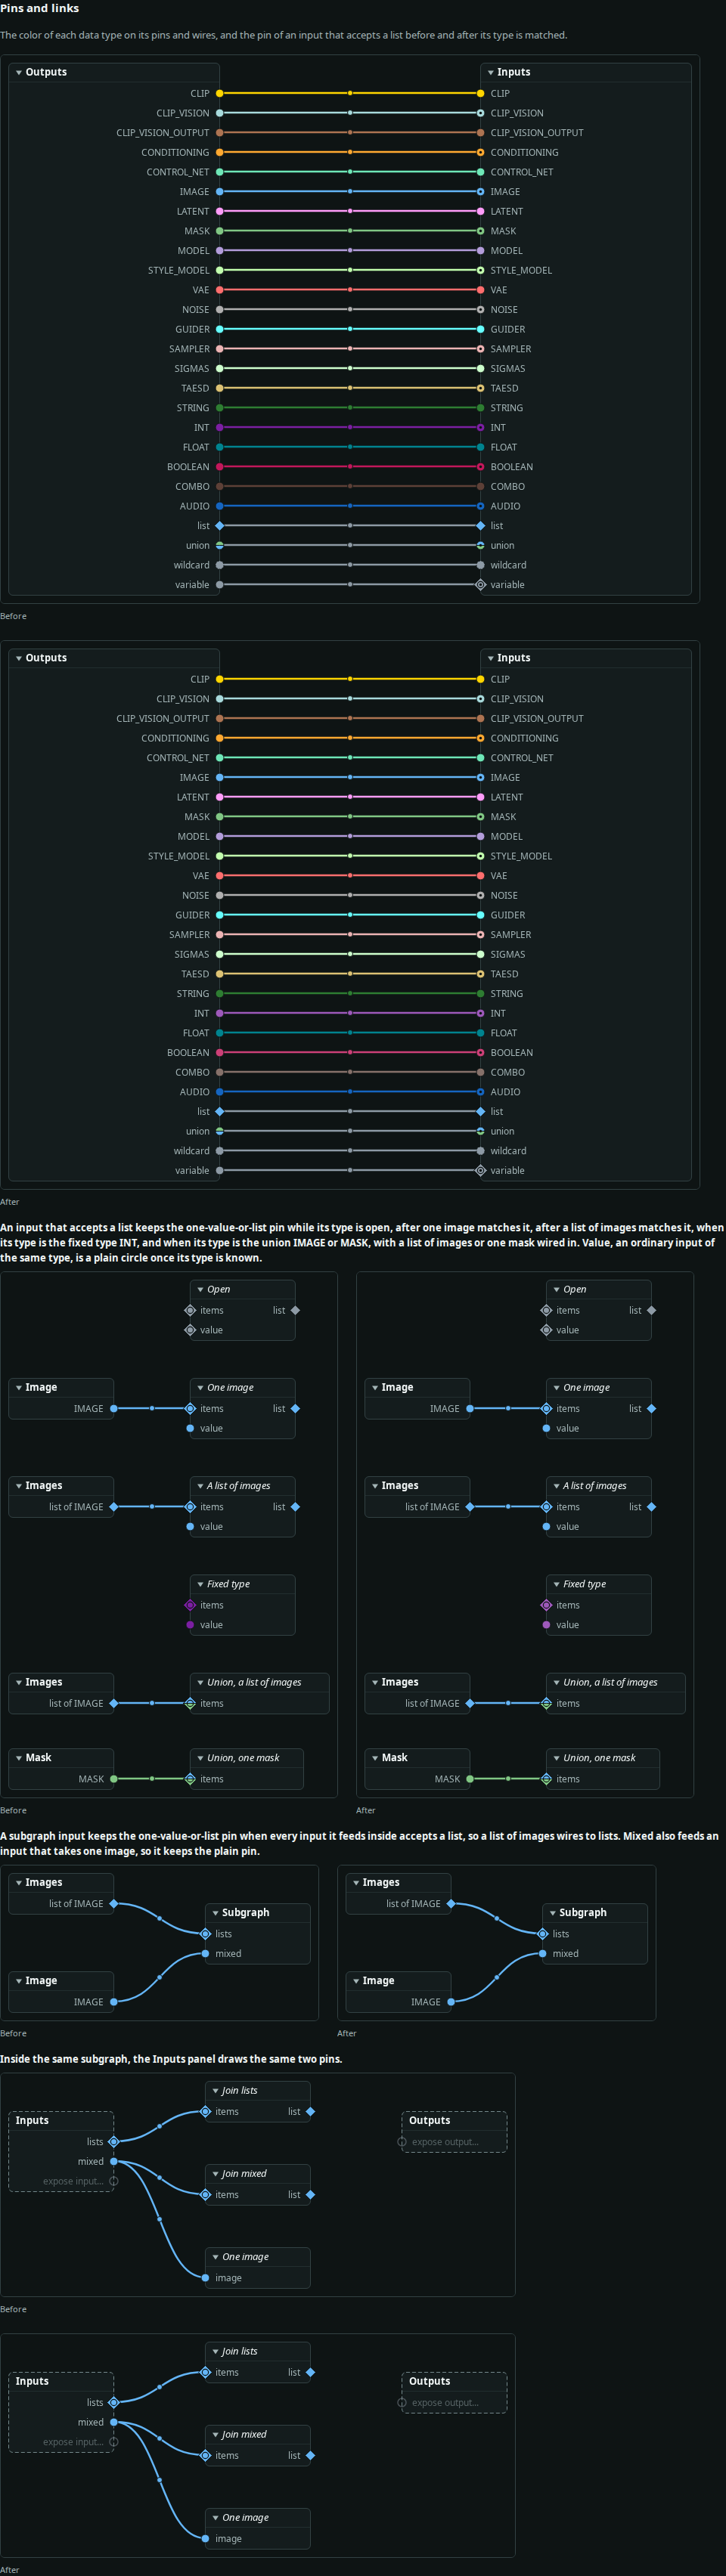 Pins and links
The color of each data type on its pins and wires, and the pin of an input that accepts a list before and after its type is matched.
Outputs
Inputs
CLIP
CLIP
CLIP_VISION
CLIP_VISION
CLIP_VISION_OUTPUT
CLIP_VISION_OUTPUT
CONDITIONING
CONDITIONING
CONTROL_NET
CONTROL_NET
IMAGE
IMAGE
LATENT
LATENT
MASK
MASK
MODEL
MODEL
STYLE_MODEL
STYLE_MODEL
VAE
VAE
NOISE
NOISE
GUIDER
GUIDER
SAMPLER
SAMPLER
SIGMAS
SIGMAS
TAESD
TAESD
STRING
STRING
INT
INT
FLOAT
FLOAT
BOOLEAN
BOOLEAN
COMBO
COMBO
AUDIO
AUDIO
list
list
union
union
wildcard
wildcard
variable
variable
Before
Outputs
Inputs
CLIP
CLIP
CLIP_VISION
CLIP_VISION
CLIP_VISION_OUTPUT
CLIP_VISION_OUTPUT
CONDITIONING
CONDITIONING
CONTROL_NET
CONTROL_NET
IMAGE
IMAGE
LATENT
LATENT
MASK
MASK
MODEL
MODEL
STYLE_MODEL
STYLE_MODEL
VAE
VAE
NOISE
NOISE
GUIDER
GUIDER
SAMPLER
SAMPLER
SIGMAS
SIGMAS
TAESD
TAESD
STRING
STRING
INT
INT
FLOAT
FLOAT
BOOLEAN
BOOLEAN
COMBO
COMBO
AUDIO
AUDIO
list
list
union
union
wildcard
wildcard
variable
variable
After
An input that accepts a list keeps the one-value-or-list pin while its type is open, after one image matches it, after a list of images matches it, when
its type is the fixed type INT, and when its type is the union IMAGE or MASK, with a list of images or one mask wired in. Value, an ordinary input of
the same type, is a plain circle once its type is known.
Open
items list
value
Image
IMAGE
One image
items list
value
Images
list of IMAGE
A list of images
items list
value
Fixed type
items
value
Images
list of IMAGE
Union, a list of images
items
Mask
MASK
Union, one mask
items
Before
Open
items list
value
Image
IMAGE
One image
items list
value
Images
list of IMAGE
A list of images
items list
value
Fixed type
items
value
Images
list of IMAGE
Union, a list of images
items
Mask
MASK
Union, one mask
items
After
A subgraph input keeps the one-value-or-list pin when every input it feeds inside accepts a list, so a list of images wires to lists. Mixed also feeds an
input that takes one image, so it keeps the plain pin.
Images
list of IMAGE
Subgraph
lists
mixed
Image
IMAGE
Before
Images
list of IMAGE
Subgraph
lists
mixed
Image
IMAGE
After
Inside the same subgraph, the Inputs panel draws the same two pins.
Join lists
items list
Inputs
lists
mixed
expose input...
Outputs
expose output...
Join mixed
items list
One image
image
Before
Join lists
items list
Inputs
lists
mixed
expose input...
Outputs
expose output...
Join mixed
items list
One image
image
After